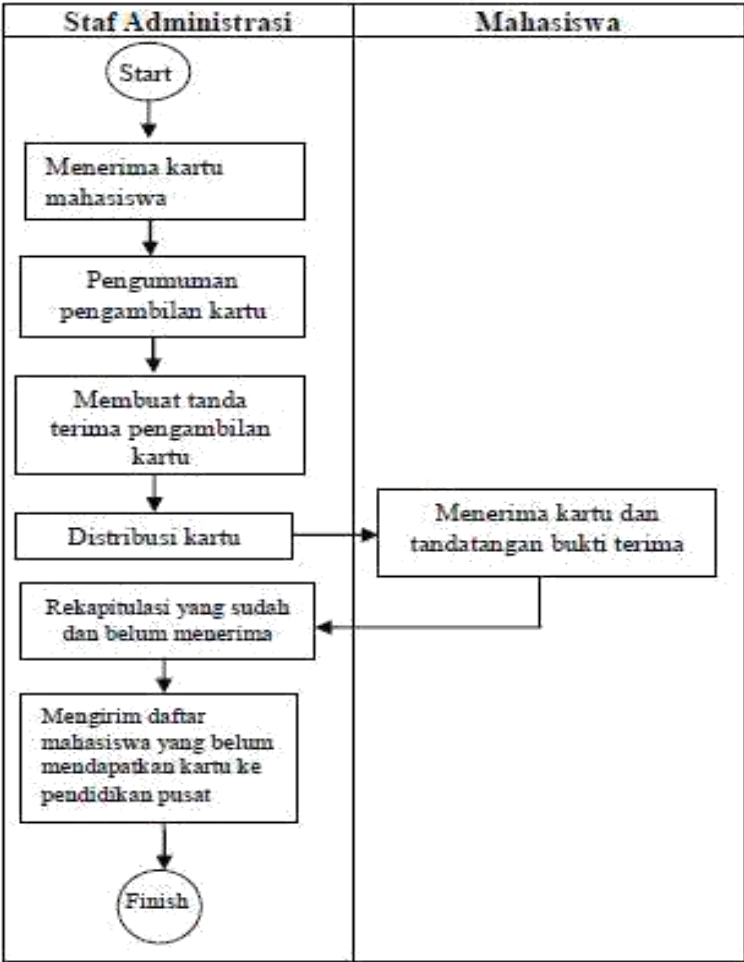 Staf Administrasi
Mahasiswa
Start
Menerima kartu
mahasiswa
Pengumuman
pengambilan kartu
Membuat tanda
terima pengambilan
kartu
Distribusi kartu
Menerima kartu dan
tandatangan bukti terima
Rekapitulasi yang sudah
dan belum menerima
Mengirim daftar
mahasiswa yang belum
mendapatkan kartu ke
pendidikan pusat
Finish